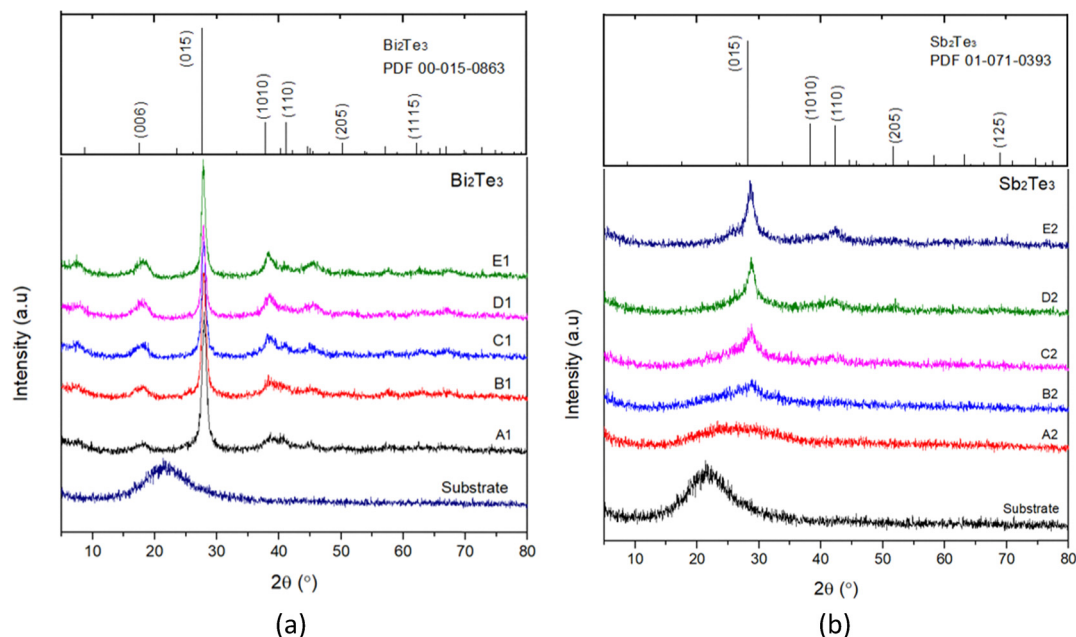 Bi₂Te₃
PDF 00-015-0863
(006)
(015)
(1010)
(110)
(205)
(1115)
Bi₂Te₃
E1
D1
C1
B1
A1
Substrate
Intensity (a.u)
10 20 30 40 50 60 70 80
2θ (°)
(a)
Sb₂Te₃
PDF 01-071-0393
(015)
(1010)
(110)
(205)
(125)
Sb₂Te₃
E2
D2
C2
B2
A2
Substrate
Intensity (a.u)
10 20 30 40 50 60 70 80
2θ (°)
(b)